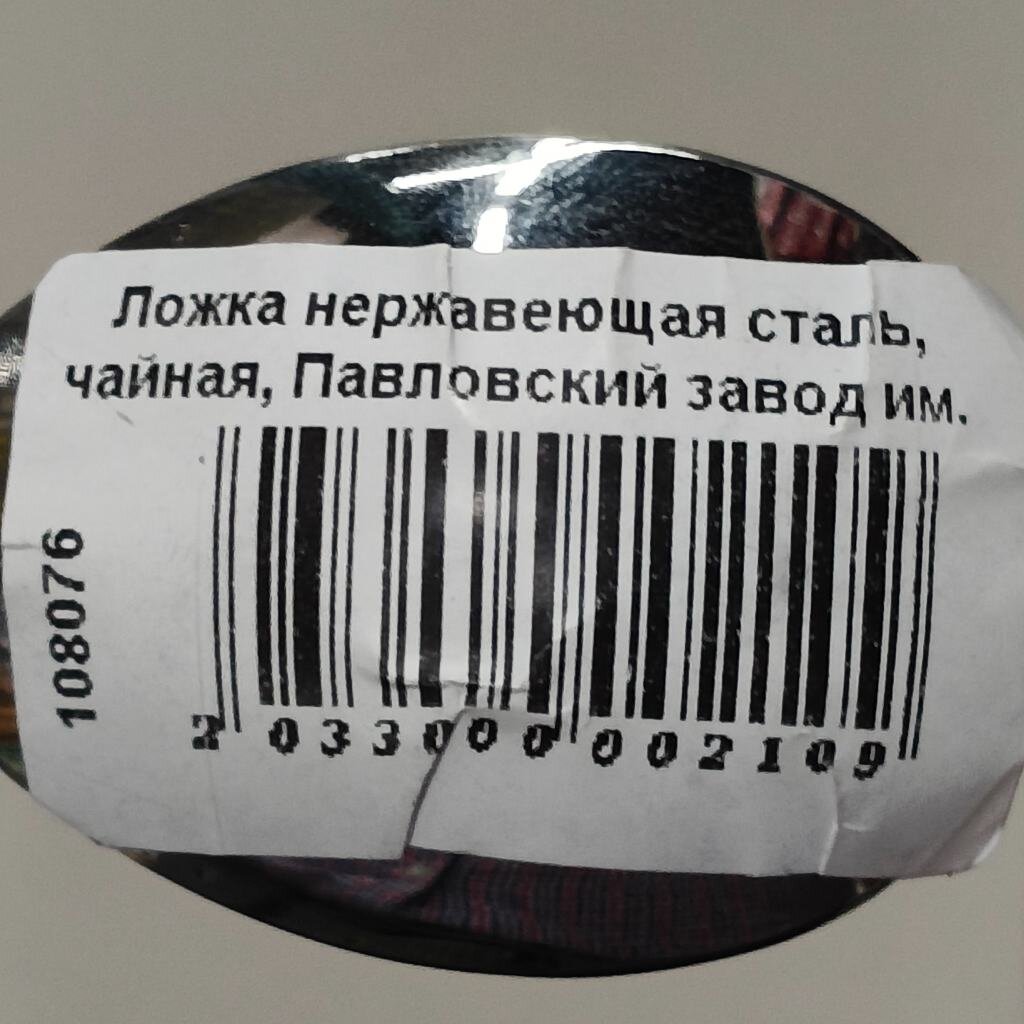 Ложка нержавеющая сталь,
чайная, Павловский завод им.
108076
2 033000 002109